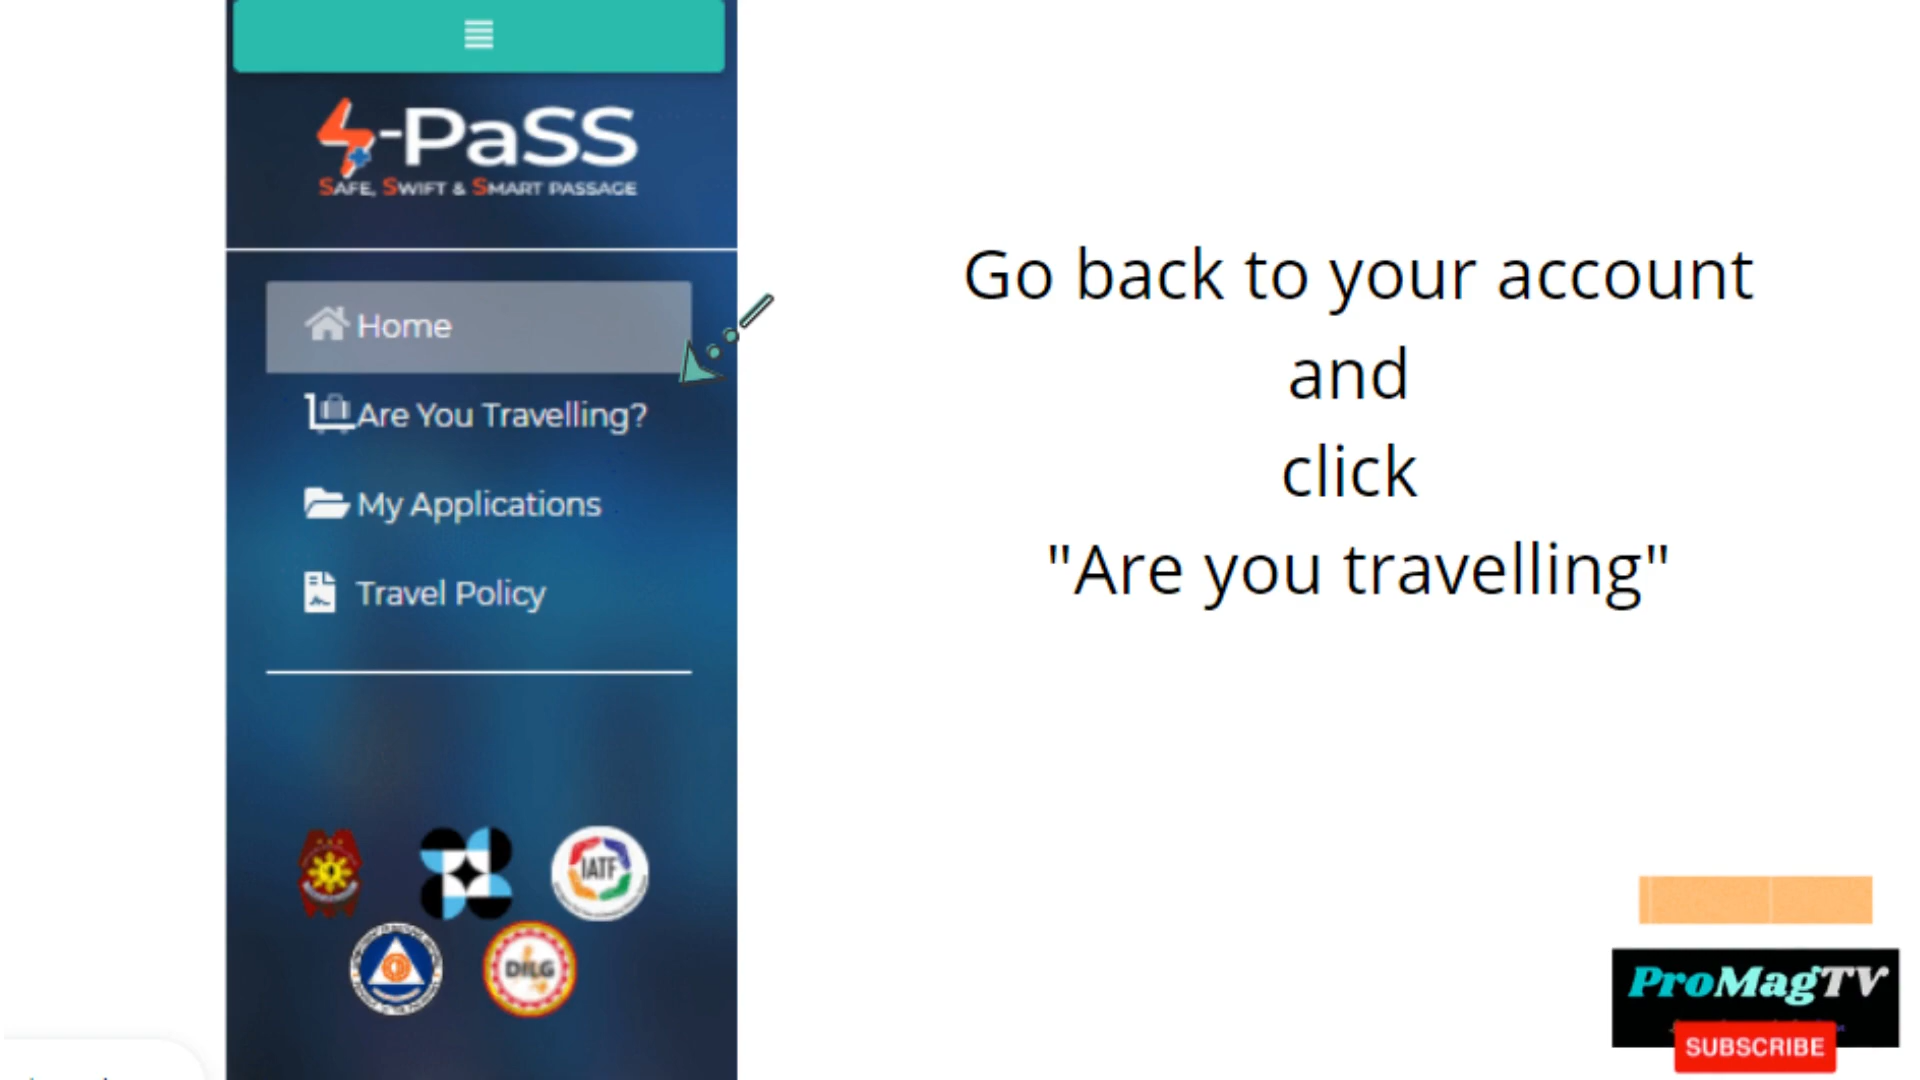 S-PaSS
SAFE, SWIFT & SMART PASSAGE
Home
Are You Travelling?
My Applications
Travel Policy
IATF
DILG
Go back to your account
and
click
"Are you travelling"
ProMagTV
SUBSCRIBE